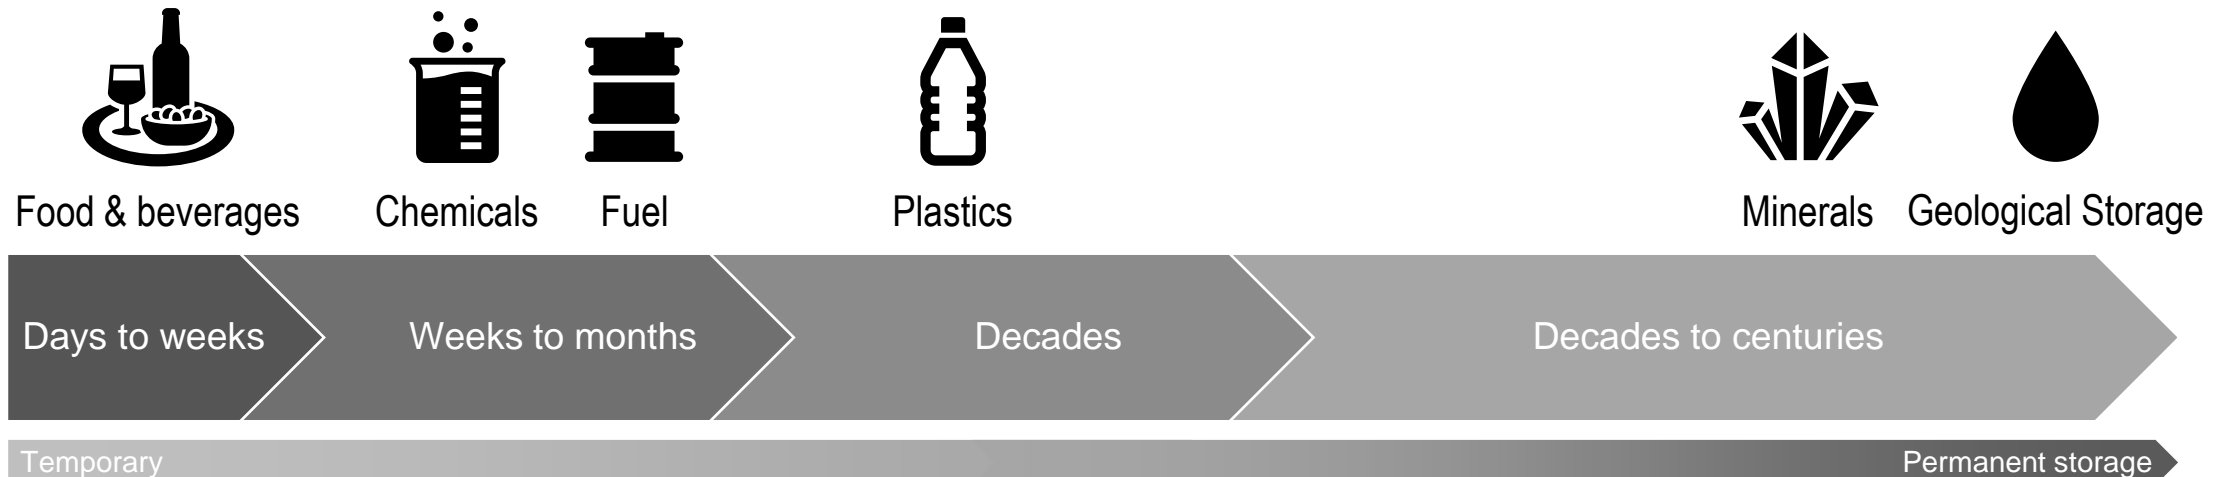 Food & beverages
Chemicals
Fuel
Plastics
Minerals
Geological Storage
Days to weeks
Weeks to months
Decades
Decades to centuries
Temporary
Permanent storage